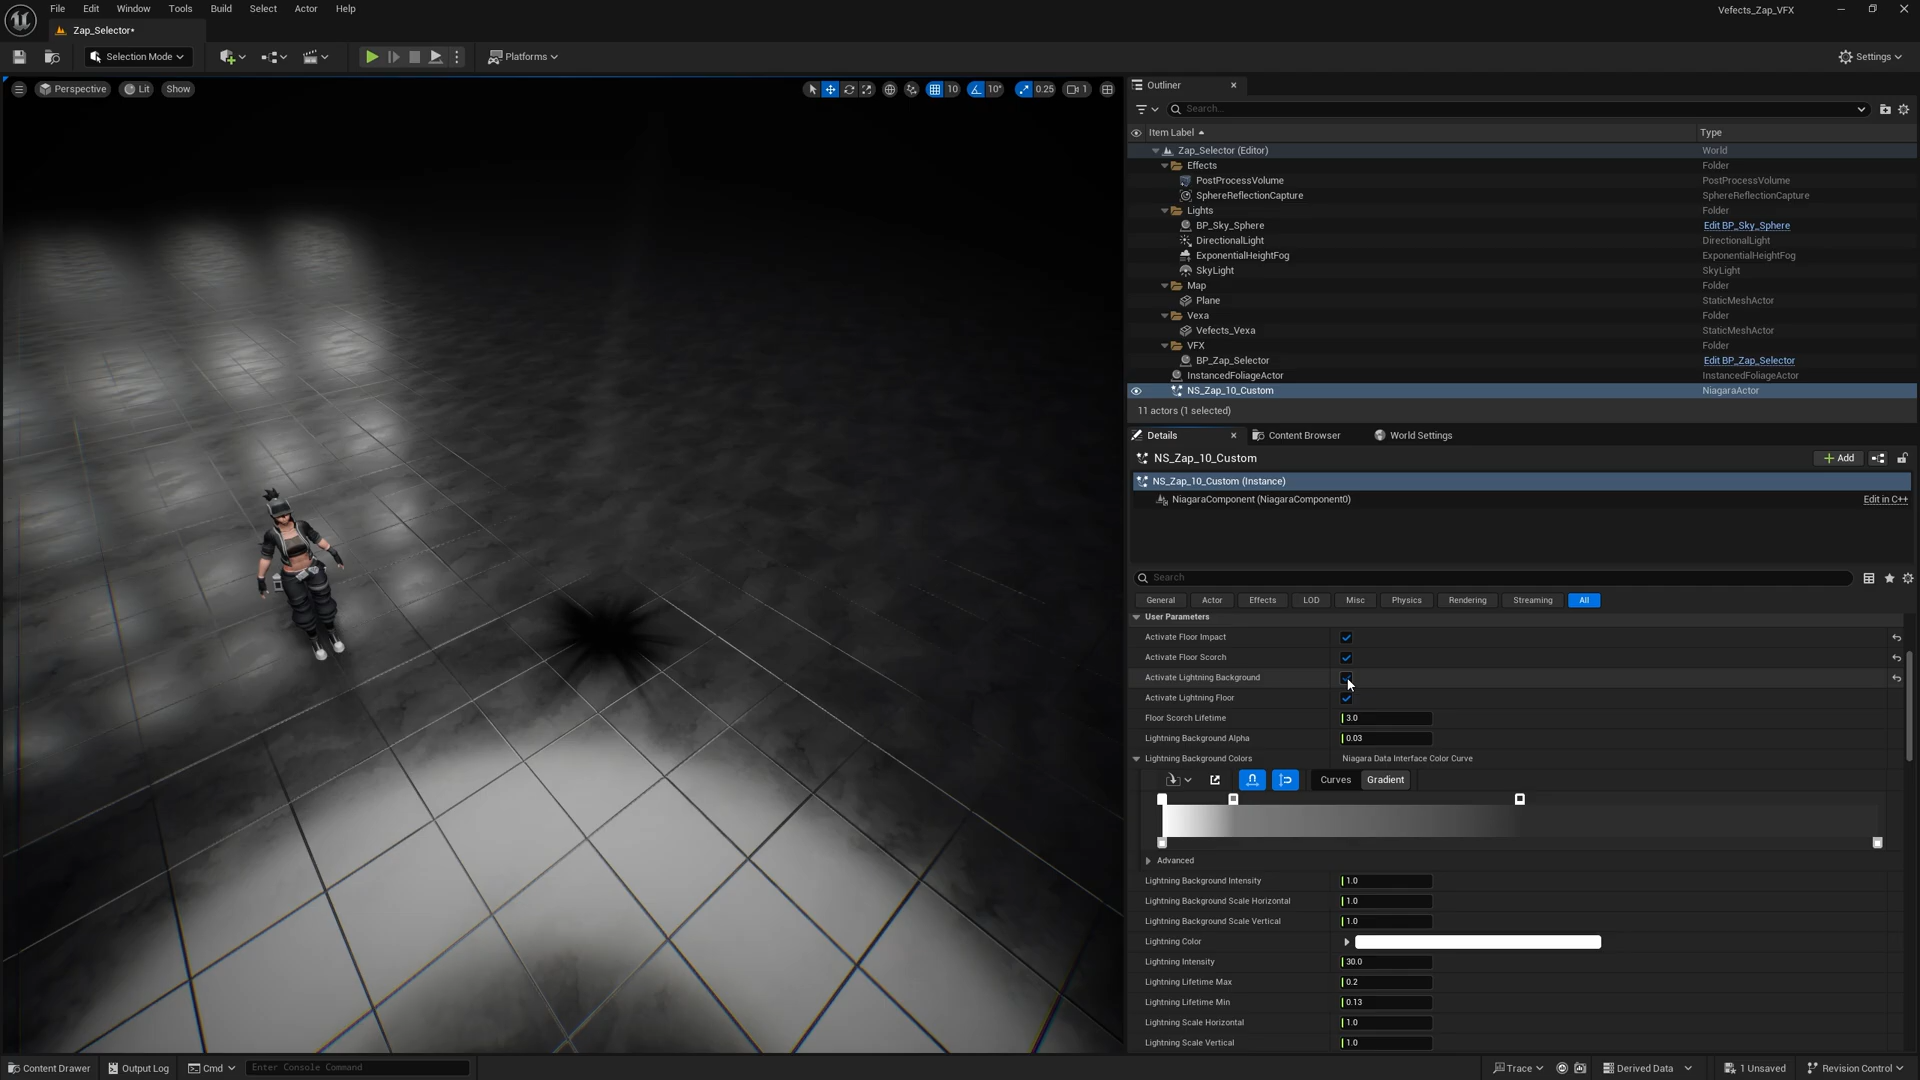 File Edit Window Tools Build Select Actor Help
Vefects_Zap_VFX
Zap_Selector•
Selection Mode
Platforms
Settings
Perspective Lit Show
10 10° 0.25 1
Outliner
Search...
Item Label Type
Zap_Selector (Editor) World
Effects Folder
PostProcessVolume PostProcessVolume
SphereReflectionCapture SphereReflectionCapture
Lights Folder
BP_Sky_Sphere Edit BP_Sky_Sphere
DirectionalLight DirectionalLight
ExponentialHeightFog ExponentialHeightFog
SkyLight SkyLight
Map Folder
Plane StaticMeshActor
Vexa Folder
Vefects_Vexa StaticMeshActor
VFX Folder
BP_Zap_Selector Edit BP_Zap_Selector
InstancedFoliageActor InstancedFoliageActor
NS_Zap_10_Custom NiagaraActor
11 actors (1 selected)
Details Content Browser World Settings
NS_Zap_10_Custom
Add
NS_Zap_10_Custom (Instance)
NiagaraComponent (NiagaraComponent0) Edit in C++
Search
General Actor Effects LOD Misc Physics Rendering Streaming All
User Parameters
Activate Floor Impact
Activate Floor Scorch
Activate Lightning Background
Activate Lightning Floor
Floor Scorch Lifetime 3.0
Lightning Background Alpha 0.03
Lightning Background Colors Niagara Data Interface Color Curve
Curves Gradient
Advanced
Lightning Background Intensity 1.0
Lightning Background Scale Horizontal 1.0
Lightning Background Scale Vertical 1.0
Lightning Color
Lightning Intensity 30.0
Lightning Lifetime Max 0.2
Lightning Lifetime Min 0.13
Lightning Scale Horizontal 1.0
Lightning Scale Vertical 1.0
Content Drawer Output Log Cmd Enter Console Command
Trace Derived Data 1 Unsaved Revision Control